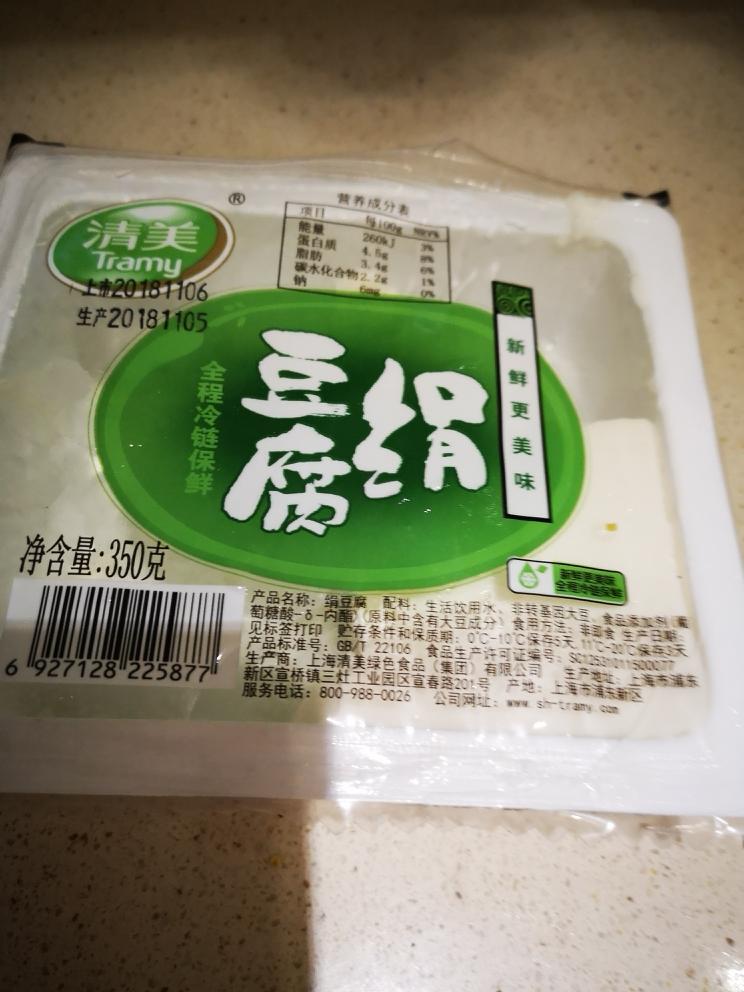 清美
®
Tramy
上市20181106
生产20181105
营养成分表
项目 每100g NRV%
能量 260kJ 3%
蛋白质 4.5g 8%
脂肪 3.4g 6%
碳水化合物 2.2g 1%
钠 6mg 0%
新鲜更美味
绢豆腐
全程冷链保鲜
净含量:350克
新鲜更美味
全程冷链保鲜
6 927128 225877
产品名称: 绢豆腐 配料: 生活饮用水、非转基因大豆、食品添加剂(葡
萄糖酸-δ-内酯)(原料中含有大豆成分) 食用方法: 非即食 生产日期:
见标签打印 贮存条件和保质期: 0℃-10℃保存5天, 11℃-20℃保存3天
产品标准号: GB/T 22106 食品生产许可证编号: SC12531011500077
生产商: 上海清美绿色食品(集团)有限公司 生产地址: 上海市浦东
新区宣桥镇三灶工业园区宣春路201号 产地: 上海市浦东新区
服务电话: 800-988-0026 公司网址: www.sh-tramy.com